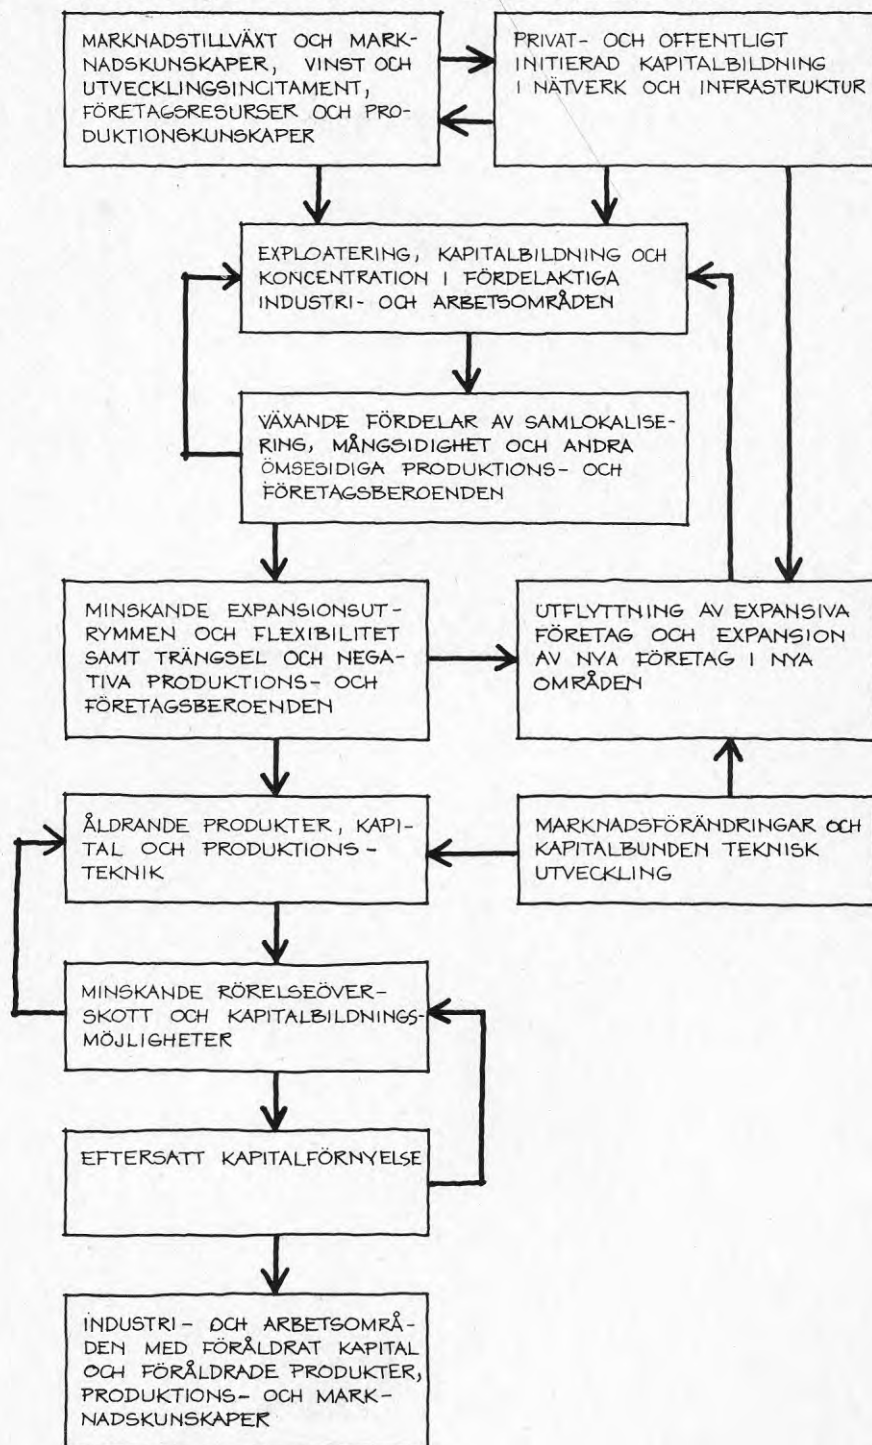 MARKNADSTILLVÄXT OCH MARK-
NADSKUNSKAPER, VINST OCH
UTVECKLINGSINCITAMENT,
FÖRETAGSRESURSER OCH PRO-
DUKTIONSKUNSKAPER
PRIVAT- OCH OFFENTLIGT
INITIERAD KAPITALBILDNING
I NÄTVERK OCH INFRASTRUKTUR
EXPLOATERING, KAPITALBILDNING OCH
KONCENTRATION I FÖRDELAKTIGA
INDUSTRI- OCH ARBETSOMRÅDEN
VÄXANDE FÖRDELAR AV SAMLOKALISE-
RING, MÅNGSIDIGHET OCH ANDRA
ÖMSESIDIGA PRODUKTIONS- OCH
FÖRETAGSBEROENDEN
MINSKANDE EXPANSIONSUT-
RYMMEN OCH FLEXIBILITET
SAMT TRÄNGSEL OCH NEGA-
TIVA PRODUKTIONS- OCH
FÖRETAGSBEROENDEN
UTFLYTTNING AV EXPANSIVA
FÖRETAG OCH EXPANSION
AV NYA FÖRETAG I NYA
OMRÅDEN
ÅLDRANDE PRODUKTER, KAPI-
TAL OCH PRODUKTIONS-
TEKNIK
MARKNADSFÖRÄNDRINGAR OCH
KAPITALBUNDEN TEKNISK
UTVECKLING
MINSKANDE RÖRELSEÖVER-
SKOTT OCH KAPITALBILDNINGS-
MÖJLIGHETER
EFTERSATT KAPITALFÖRNYELSE
INDUSTRI- OCH ARBETSOMRÅ-
DEN MED FÖRÅLDRAT KAPITAL
OCH FÖRÅLDRADE PRODUKTER,
PRODUKTIONS- OCH MARK-
NADSKUNSKAPER